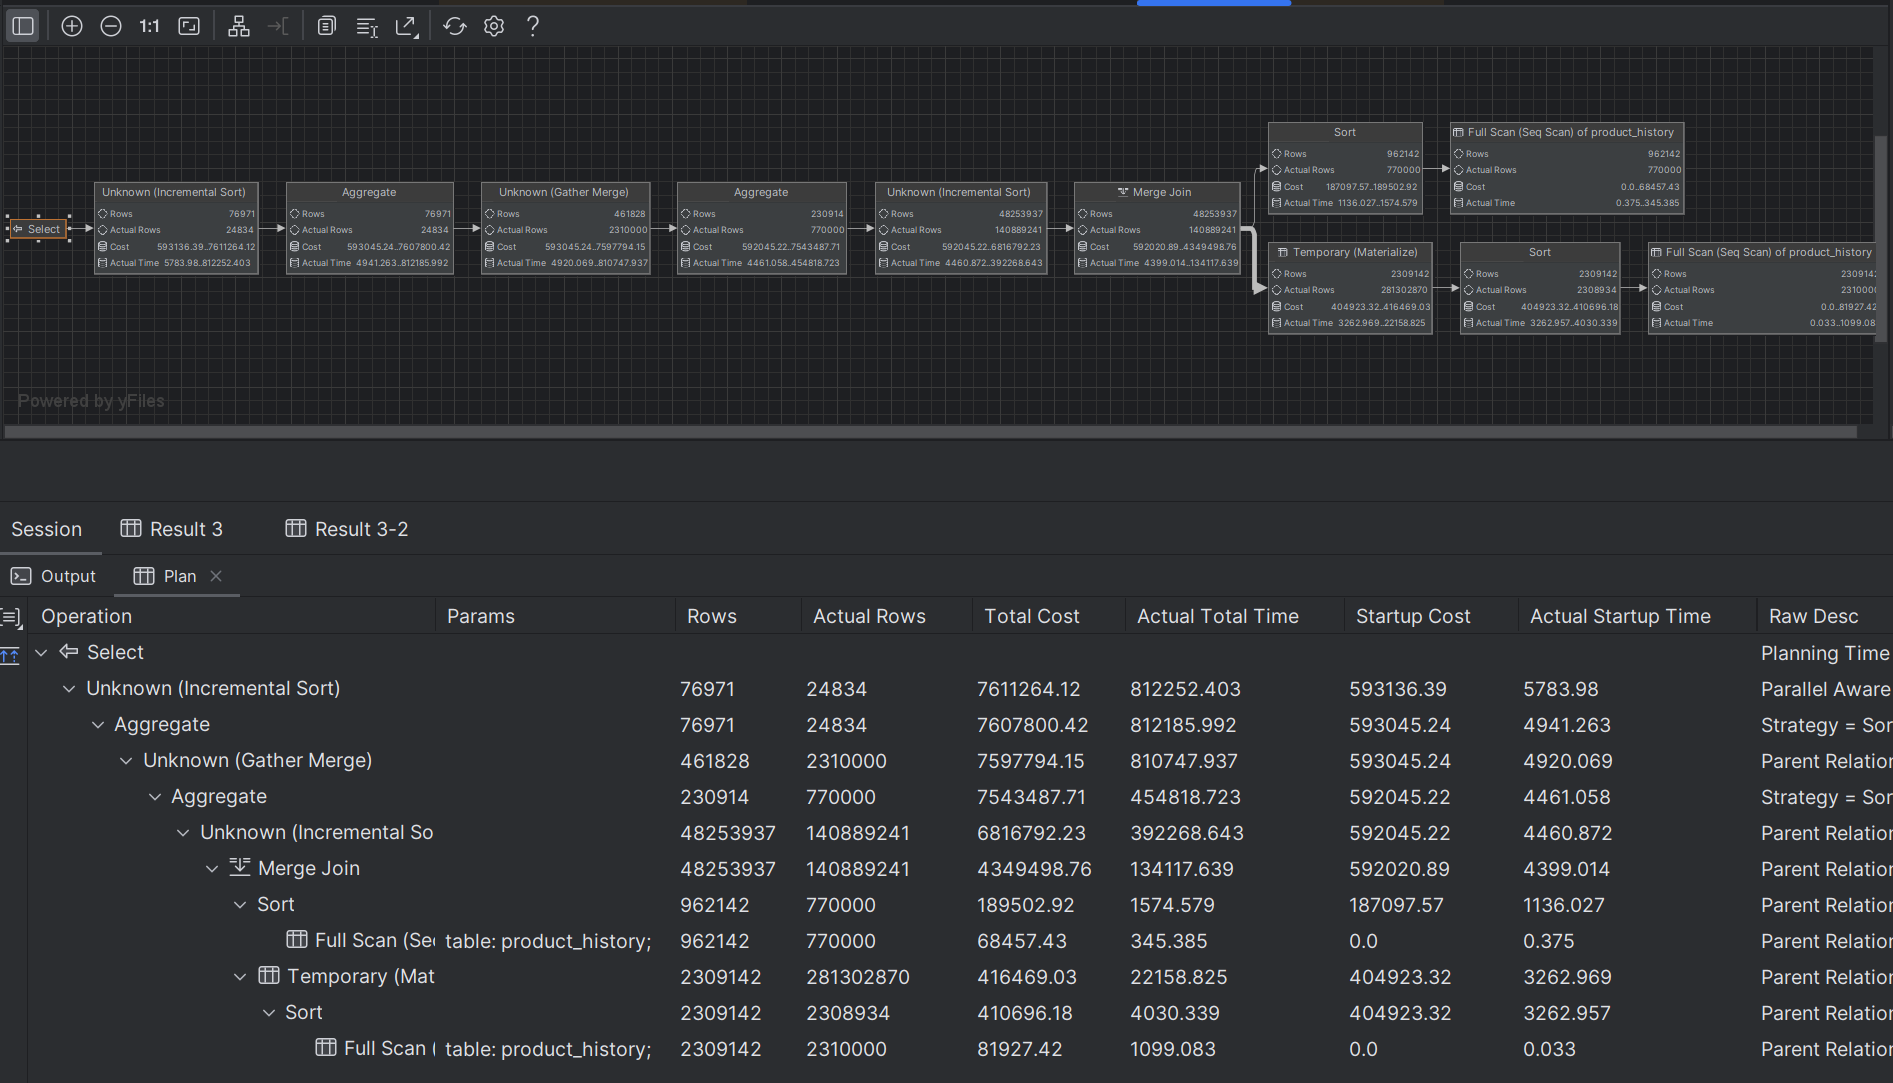 1:1
Select
Unknown (Incremental Sort)
Rows 76971
Actual Rows 24834
Cost 593136.39..7611264.12
Actual Time 5783.98..812252.403
Aggregate
Rows 76971
Actual Rows 24834
Cost 593045.24..7607800.42
Actual Time 4941.263..812185.992
Unknown (Gather Merge)
Rows 461828
Actual Rows 2310000
Cost 593045.24..7597794.15
Actual Time 4920.069..810747.937
Aggregate
Rows 230914
Actual Rows 770000
Cost 592045.22..7543487.71
Actual Time 4461.058..454818.723
Unknown (Incremental Sort)
Rows 48253937
Actual Rows 140889241
Cost 592045.22..6816792.23
Actual Time 4460.872..392268.643
Merge Join
Rows 48253937
Actual Rows 140889241
Cost 592020.89..4349498.76
Actual Time 4399.014..134117.639
Sort
Rows 962142
Actual Rows 770000
Cost 187097.57..189502.92
Actual Time 1136.027..1574.579
Full Scan (Seq Scan) of product_history
Rows 962142
Actual Rows 770000
Cost 0.0..68457.43
Actual Time 0.375..345.385
Temporary (Materialize)
Rows 2309142
Actual Rows 281302870
Cost 404923.32..416469.03
Actual Time 3262.969..22158.825
Sort
Rows 2309142
Actual Rows 2308934
Cost 404923.32..410696.18
Actual Time 3262.957..4030.339
Full Scan (Seq Scan) of product_history
Rows 2309142
Actual Rows 2310000
Cost 0.0..81927.42
Actual Time 0.033..1099.08
Powered by yFiles
Session Result 3 Result 3-2
Output Plan
Operation Params Rows Actual Rows Total Cost Actual Total Time Startup Cost Actual Startup Time Raw Desc
Select Planning Time
Unknown (Incremental Sort) 76971 24834 7611264.12 812252.403 593136.39 5783.98 Parallel Aware
Aggregate 76971 24834 7607800.42 812185.992 593045.24 4941.263 Strategy = Sor
Unknown (Gather Merge) 461828 2310000 7597794.15 810747.937 593045.24 4920.069 Parent Relation
Aggregate 230914 770000 7543487.71 454818.723 592045.22 4461.058 Strategy = Sor
Unknown (Incremental So 48253937 140889241 6816792.23 392268.643 592045.22 4460.872 Parent Relation
Merge Join 48253937 140889241 4349498.76 134117.639 592020.89 4399.014 Parent Relation
Sort 962142 770000 189502.92 1574.579 187097.57 1136.027 Parent Relation
Full Scan (Se table: product_history; 962142 770000 68457.43 345.385 0.0 0.375 Parent Relation
Temporary (Mat 2309142 281302870 416469.03 22158.825 404923.32 3262.969 Parent Relation
Sort 2309142 2308934 410696.18 4030.339 404923.32 3262.957 Parent Relation
Full Scan ( table: product_history; 2309142 2310000 81927.42 1099.083 0.0 0.033 Parent Relation